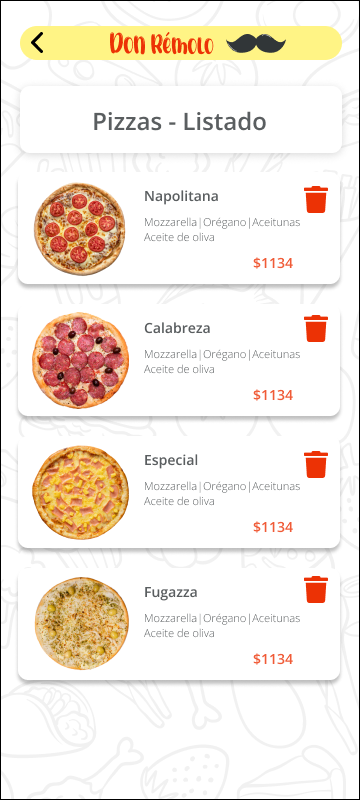 Don Rémolo
Pizzas - Listado
Napolitana
Mozzarella|Orégano|Aceitunas
Aceite de oliva
$1134
Calabreza
Mozzarella|Orégano|Aceitunas
Aceite de oliva
$1134
Especial
Mozzarella|Orégano|Aceitunas
Aceite de oliva
$1134
Fugazza
Mozzarella|Orégano|Aceitunas
Aceite de oliva
$1134